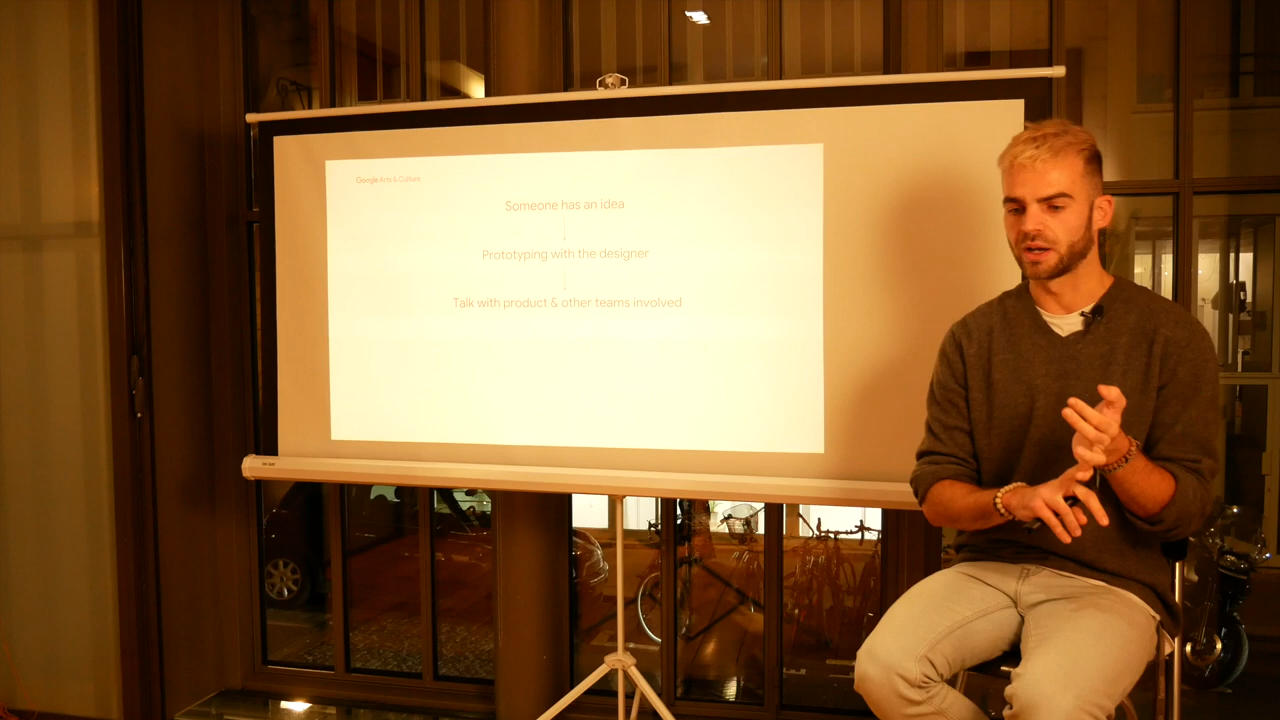 Google Arts & Culture
Someone has an idea
Prototyping with the designer
Talk with product & other teams involved